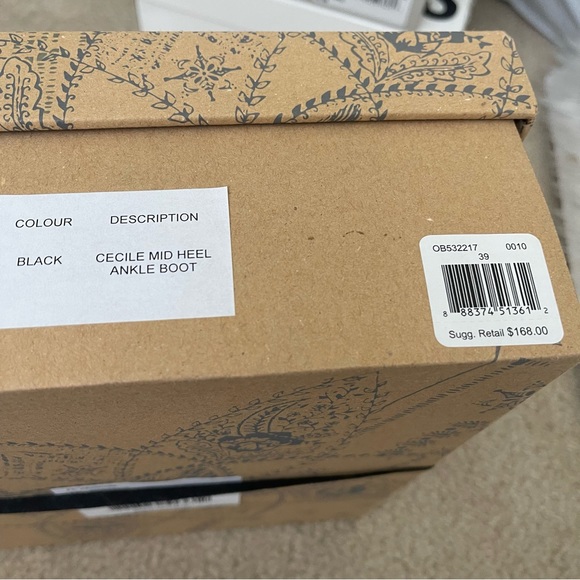 COLOUR DESCRIPTION
BLACK CECILE MID HEEL
ANKLE BOOT
OB532217 0010
39
8 88374 51361 2
Sugg. Retail $168.00